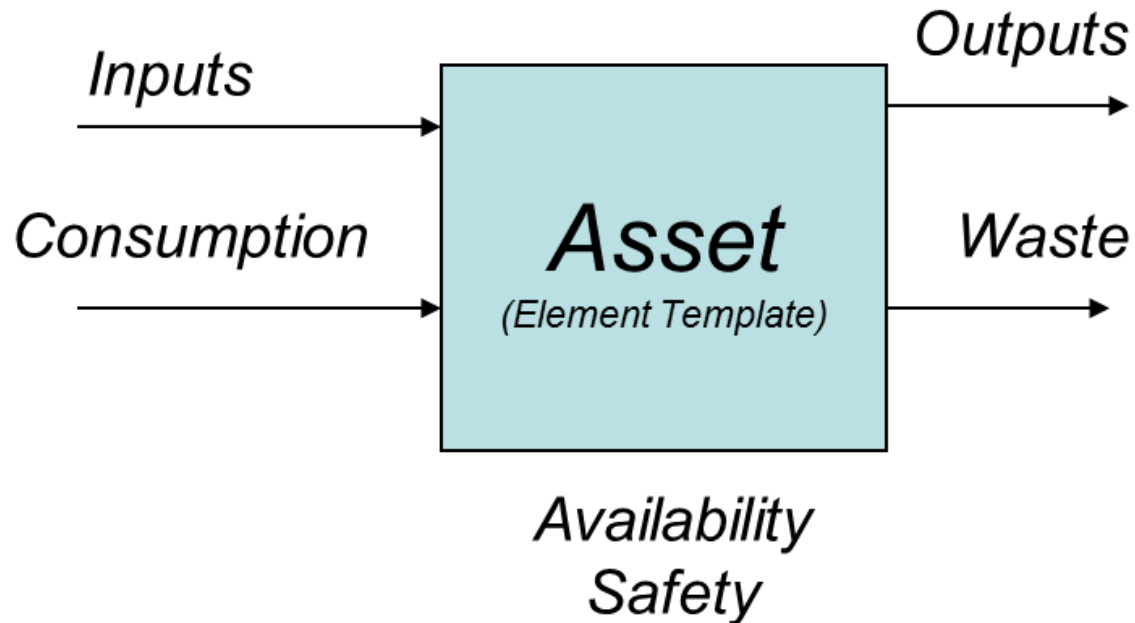 Outputs
Inputs
Consumption
Asset
(Element Template)
Waste
Availability
Safety